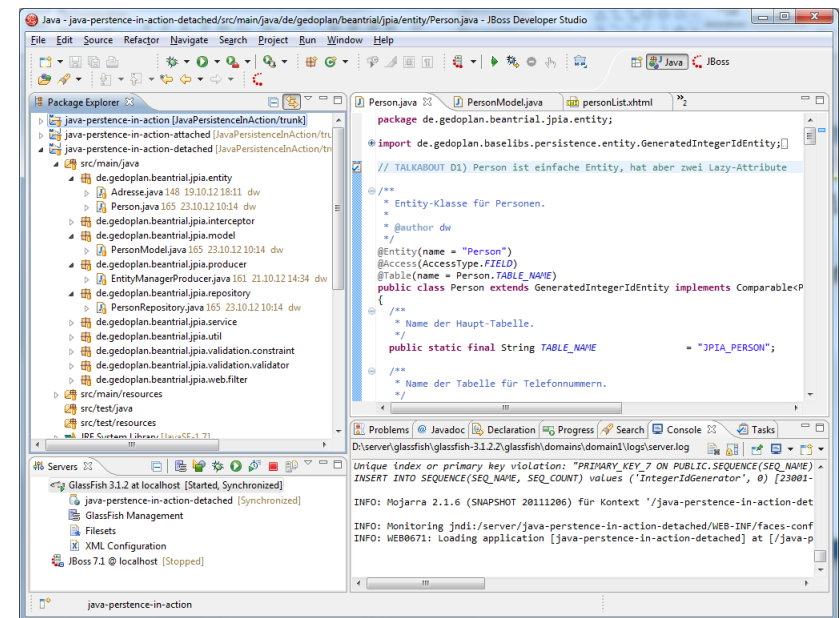 Java - java-perstence-in-action-detached/src/main/java/de/gedoplan/beantrial/jpia/entity/Person.java - JBoss Developer Studio
File Edit Source Refactor Navigate Search Project Run Window Help
Java JBoss
Package Explorer
java-perstence-in-action [JavaPersistenceInAction/trunk]
java-perstence-in-action-attached [JavaPersistenceInAction/tru
java-perstence-in-action-detached [JavaPersistenceInAction/tr
src/main/java
de.gedoplan.beantrial.jpia.entity
Adresse.java 148 19.10.12 18:11 dw
Person.java 165 23.10.12 10:14 dw
de.gedoplan.beantrial.jpia.interceptor
de.gedoplan.beantrial.jpia.model
PersonModel.java 165 23.10.12 10:14 dw
de.gedoplan.beantrial.jpia.producer
EntityManagerProducer.java 161 21.10.12 14:34 dw
de.gedoplan.beantrial.jpia.repository
PersonRepository.java 165 23.10.12 10:14 dw
de.gedoplan.beantrial.jpia.service
de.gedoplan.beantrial.jpia.util
de.gedoplan.beantrial.jpia.validation.constraint
de.gedoplan.beantrial.jpia.validation.validator
de.gedoplan.beantrial.jpia.web.filter
src/main/resources
src/test/java
src/test/resources
JRE System Library [JavaSE-1.7]
Person.java PersonModel.java personList.xhtml »2
package de.gedoplan.beantrial.jpia.entity;
import de.gedoplan.baselibs.persistence.entity.GeneratedIntegerIdEntity;
// TALKABOUT D1) Person ist einfache Entity, hat aber zwei Lazy-Attribute
/**
* Entity-Klasse für Personen.
*
* @author dw
*/
@Entity(name = "Person")
@Access(AccessType.FIELD)
@Table(name = Person.TABLE_NAME)
public class Person extends GeneratedIntegerIdEntity implements Comparable<P
{
/**
* Name der Haupt-Tabelle.
*/
public static final String TABLE_NAME = "JPIA_PERSON";
/**
* Name der Tabelle für Telefonnummern.
*/
Servers
GlassFish 3.1.2 at localhost [Started, Synchronized]
java-perstence-in-action-detached [Synchronized]
GlassFish Management
Filesets
XML Configuration
JBoss 7.1 @ localhost [Stopped]
Problems Javadoc Declaration Progress Search Console Tasks
D:\server\glassfish\glassfish-3.1.2.2\glassfish\domains\domain1\logs\server.log
Unique index or primary key violation: "PRIMARY_KEY_7 ON PUBLIC.SEQUENCE(SEQ_NAME)
INSERT INTO SEQUENCE(SEQ_NAME, SEQ_COUNT) values ('IntegerIdGenerator', 0) [23001-
INFO: Mojarra 2.1.6 (SNAPSHOT 20111206) für Kontext '/java-perstence-in-action-det
INFO: Monitoring jndi:/server/java-perstence-in-action-detached/WEB-INF/faces-conf
INFO: WEB0671: Loading application [java-perstence-in-action-detached] at [/java-p
java-perstence-in-action